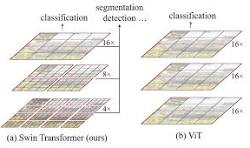 segmentation
classification detection ... classification
16× 16×
8× 16×
4× 16×
(a) Swin Transformer (ours) (b) ViT